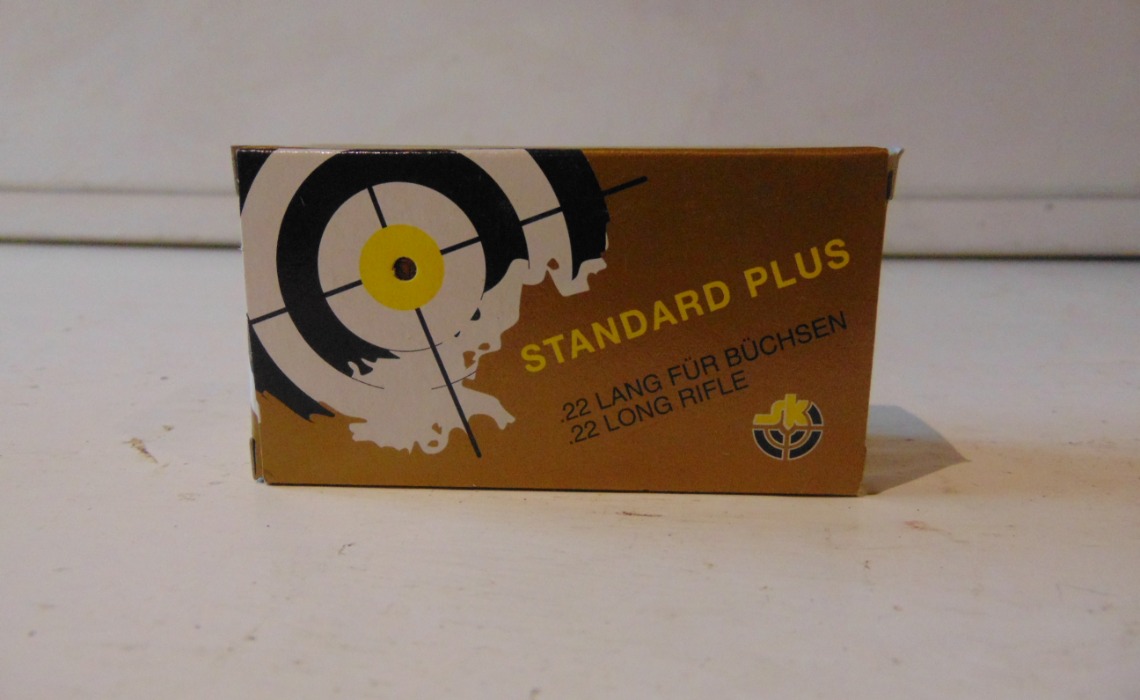 STANDARD PLUS
.22 LANG FÜR BÜCHSEN
.22 LONG RIFLE
sk